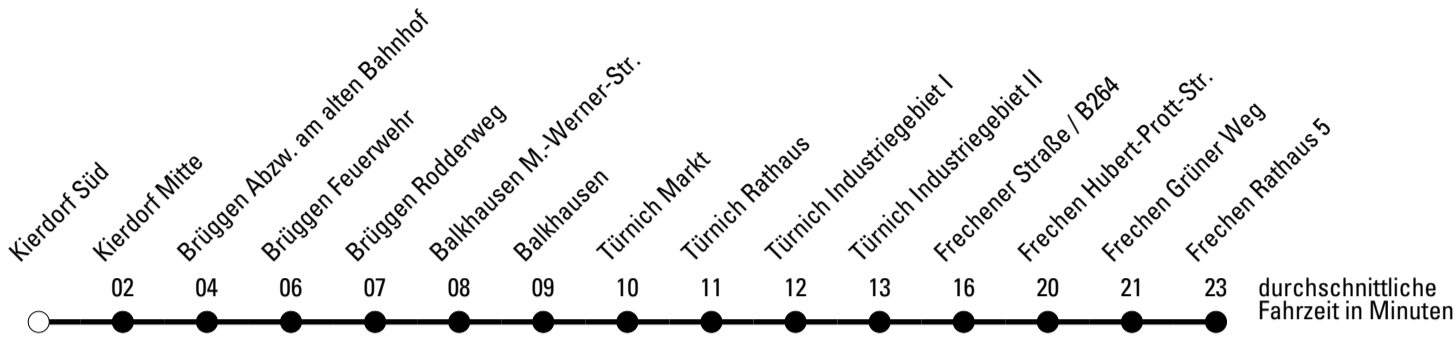 Kierdorf Süd
Kierdorf Mitte
Brüggen Abzw. am alten Bahnhof
Brüggen Feuerwehr
Brüggen Rodderweg
Balkhausen M.-Werner-Str.
Balkhausen
Türnich Markt
Türnich Rathaus
Türnich Industriegebiet I
Türnich Industriegebiet II
Frechener Straße / B264
Frechen Hubert-Prott-Str.
Frechen Grüner Weg
Frechen Rathaus 5
02 04 06 07 08 09 10 11 12 13 16 20 21 23
durchschnittliche
Fahrzeit in Minuten